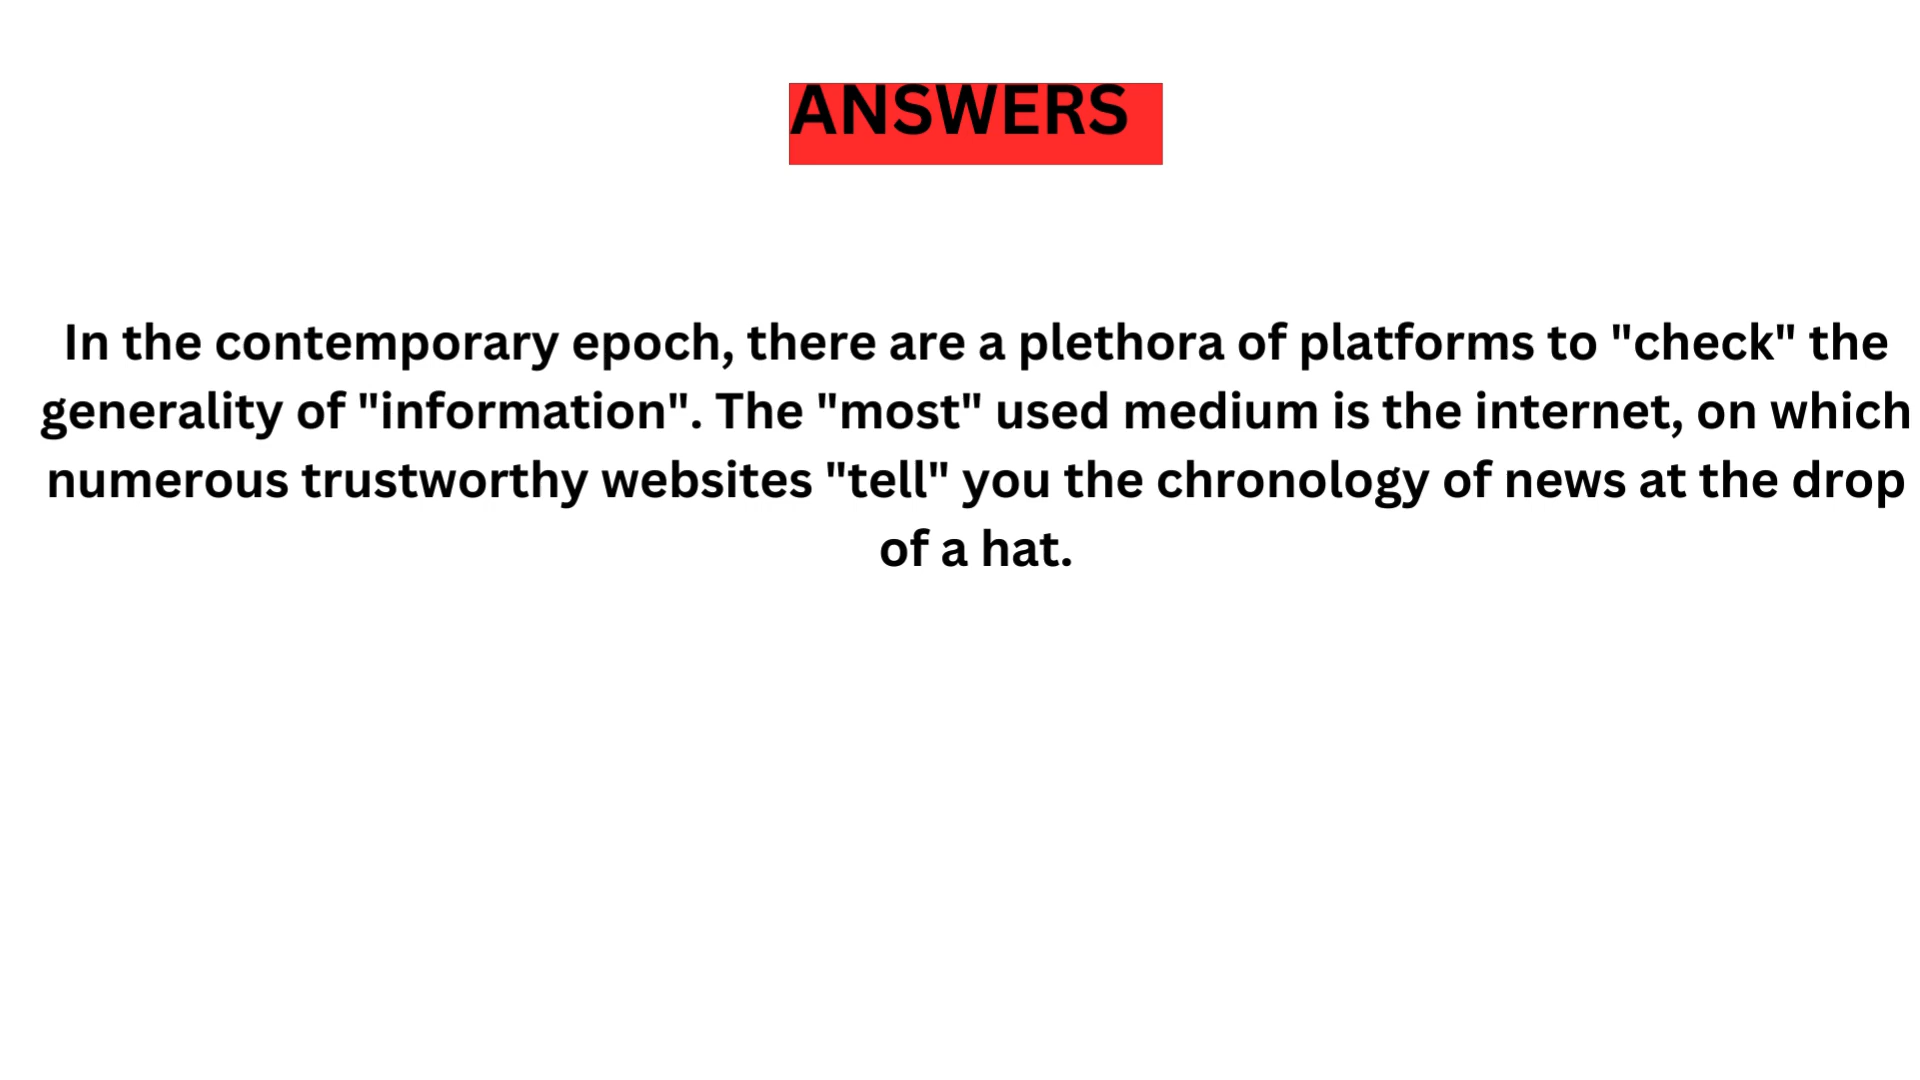 ANSWERS
In the contemporary epoch, there are a plethora of platforms to "check" the
generality of "information". The "most" used medium is the internet, on which
numerous trustworthy websites "tell" you the chronology of news at the drop
of a hat.